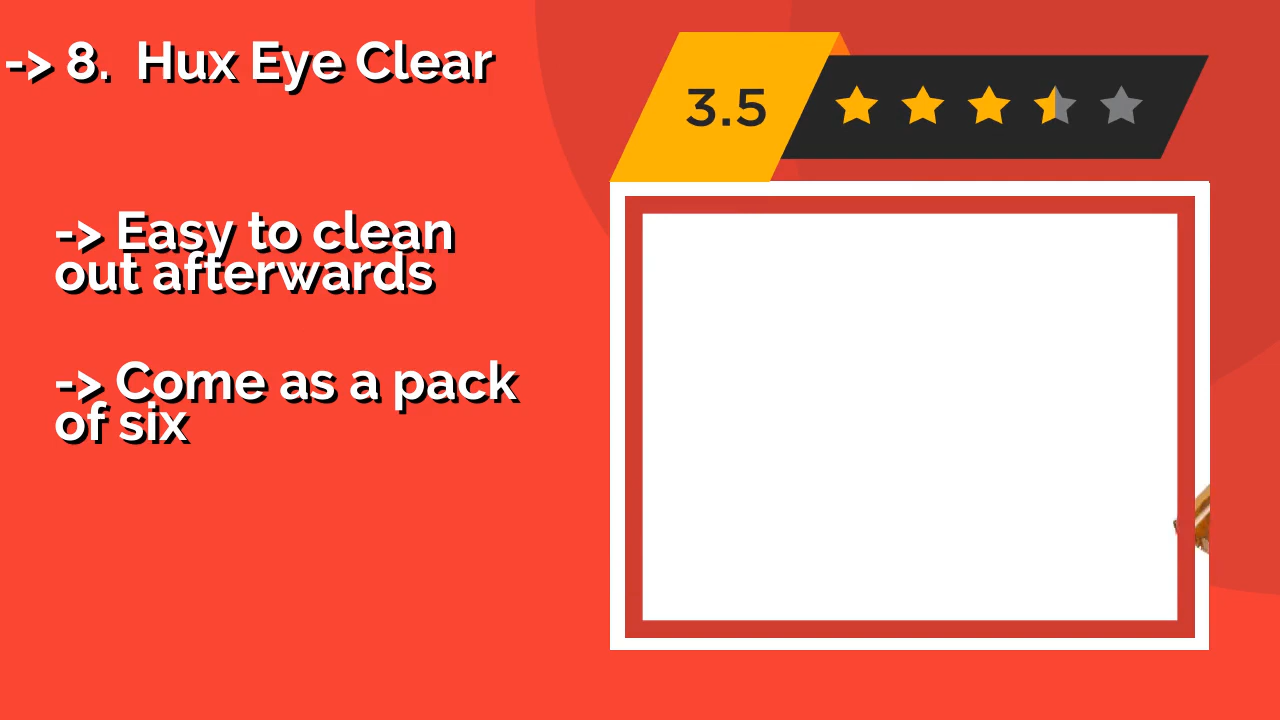 -> 8. Hux Eye Clear
3.5
-> Easy to clean
out afterwards
-> Come as a pack
of six